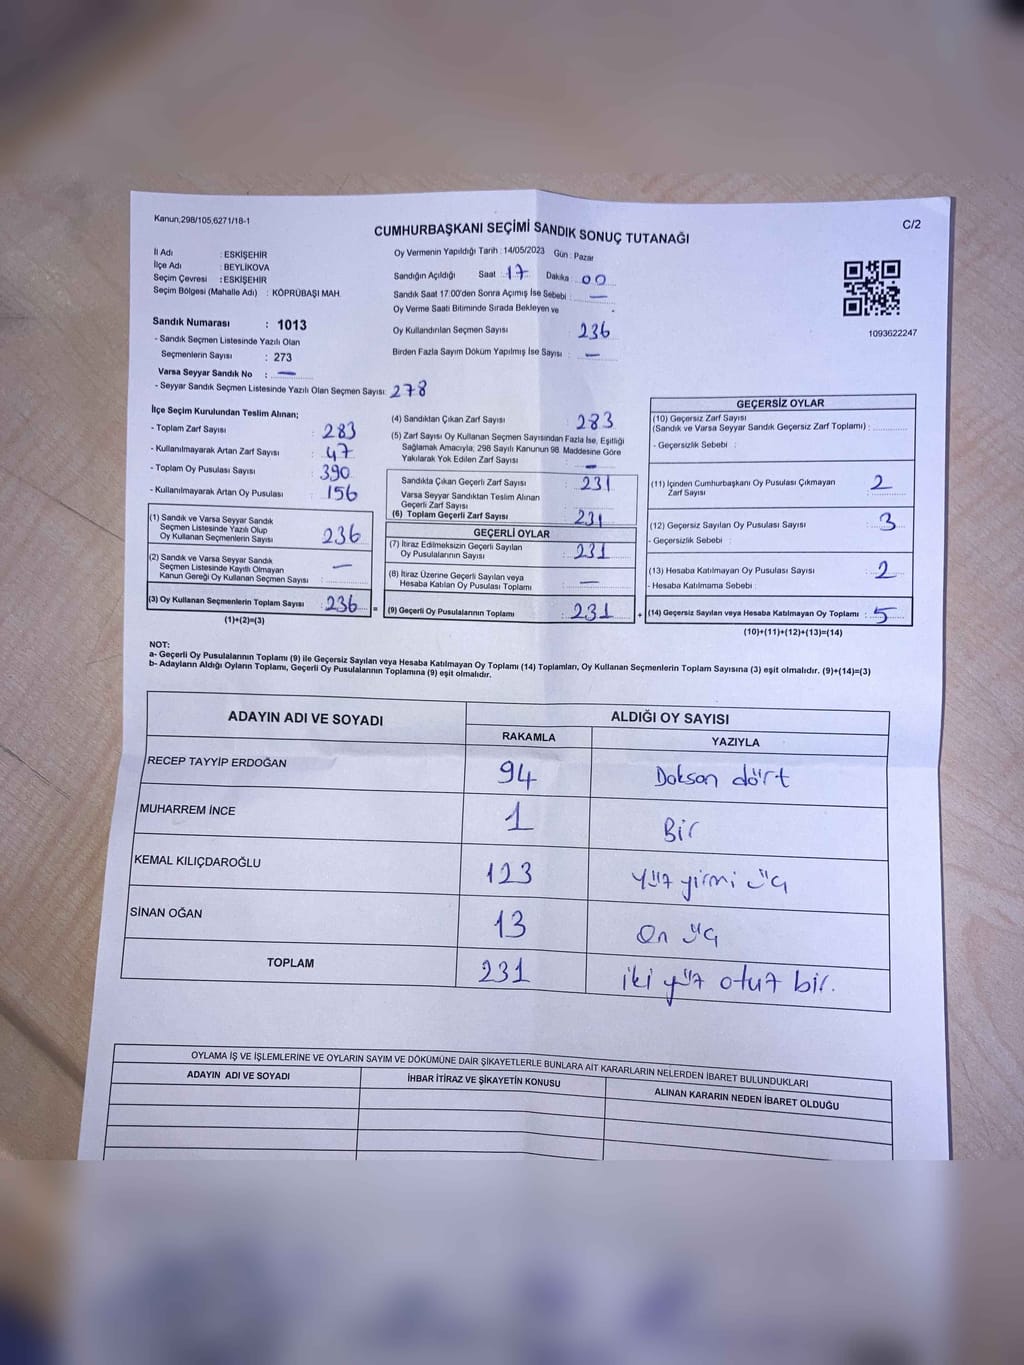 Kanun,298/105,6271/18-1
C/2
CUMHURBAŞKANI SEÇİMİ SANDIK SONUÇ TUTANAĞI
İl Adı : ESKİŞEHİR
İlçe Adı : BEYLİKOVA
Seçim Çevresi : ESKİŞEHİR
Seçim Bölgesi (Mahalle Adı) : KÖPRÜBAŞI MAH.
Sandık Numarası : 1013
- Sandık Seçmen Listesinde Yazılı Olan
Seçmenlerin Sayısı : 273
Varsa Seyyar Sandık No : —
- Seyyar Sandık Seçmen Listesinde Yazılı Olan Seçmen Sayısı: 278
Oy Vermenin Yapıldığı Tarih : 14/05/2023 Gün : Pazar
Sandığın Açıldığı Saat : 17 Dakika : 00
Sandık Saat 17.00'den Sonra Açımış İse Sebebi : —
Oy Verme Saati Bitiminde Sırada Bekleyen ve
Oy Kullandırılan Seçmen Sayısı : 236
Birden Fazla Sayım Döküm Yapılmış İse Sayısı : —
1093622247
İlçe Seçim Kurulundan Teslim Alınan;
- Toplam Zarf Sayısı : 283
- Kullanılmayarak Artan Zarf Sayısı : 47
- Toplam Oy Pusulası Sayısı : 390
- Kullanılmayarak Artan Oy Pusulası : 156
(1) Sandık ve Varsa Seyyar Sandık
Seçmen Listesinde Yazılı Olup
Oy Kullanan Seçmenlerin Sayısı : 236
(2) Sandık ve Varsa Seyyar Sandık
Seçmen Listesinde Kayıtlı Olmayan
Kanun Gereği Oy Kullanan Seçmen Sayısı : —
(3) Oy Kullanan Seçmenlerin Toplam Sayısı : 236 =
(1)+(2)=(3)
(4) Sandıktan Çıkan Zarf Sayısı : 283
(5) Zarf Sayısı Oy Kullanan Seçmen Sayısından Fazla İse, Eşitliği
Sağlamak Amacıyla, 298 Sayılı Kanunun 98. Maddesine Göre
Yakılarak Yok Edilen Zarf Sayısı : —
Sandıkta Çıkan Geçerli Zarf Sayısı : 231
Varsa Seyyar Sandıktan Teslim Alınan
Geçerli Zarf Sayısı :
(6) Toplam Geçerli Zarf Sayısı : 231
GEÇERLİ OYLAR
(7) İtiraz Edilmeksizin Geçerli Sayılan
Oy Pusulalarının Sayısı : 231
(8) İtiraz Üzerine Geçerli Sayılan veya
Hesaba Katılan Oy Pusulası Toplamı : —
(9) Geçerli Oy Pusulalarının Toplamı : 231 +
GEÇERSİZ OYLAR
(10) Geçersiz Zarf Sayısı
(Sandık ve Varsa Seyyar Sandık Geçersiz Zarf Toplamı) :
- Geçersizlik Sebebi :
(11) İçinden Cumhurbaşkanı Oy Pusulası Çıkmayan
Zarf Sayısı : 2
(12) Geçersiz Sayılan Oy Pusulası Sayısı : 3
- Geçersizlik Sebebi :
(13) Hesaba Katılmayan Oy Pusulası Sayısı : 2
- Hesaba Katılmama Sebebi :
(14) Geçersiz Sayılan veya Hesaba Katılmayan Oy Toplamı : 5
(10)+(11)+(12)+(13)=(14)
NOT:
a- Geçerli Oy Pusulalarının Toplamı (9) ile Geçersiz Sayılan veya Hesaba Katılmayan Oy Toplamı (14) Toplamları, Oy Kullanan Seçmenlerin Toplam Sayısına (3) eşit olmalıdır. (9)+(14)=(3)
b- Adayların Aldığı Oyların Toplamı, Geçerli Oy Pusulalarının Toplamına (9) eşit olmalıdır.
ADAYIN ADI VE SOYADI ALDIĞI OY SAYISI
RAKAMLA YAZIYLA
RECEP TAYYİP ERDOĞAN 94 Doksan dört
MUHARREM İNCE 1 Bir
KEMAL KILIÇDAROĞLU 123 Yüz yirmi üç
SİNAN OĞAN 13 On üç
TOPLAM 231 iki yüz otuz bir.
OYLAMA İŞ VE İŞLEMLERİNE VE OYLARIN SAYIM VE DÖKÜMÜNE DAİR ŞİKAYETLERLE BUNLARA AİT KARARLARIN NELERDEN İBARET BULUNDUKLARI
ADAYIN ADI VE SOYADI İHBAR İTİRAZ VE ŞİKAYETİN KONUSU ALINAN KARARIN NEDEN İBARET OLDUĞU